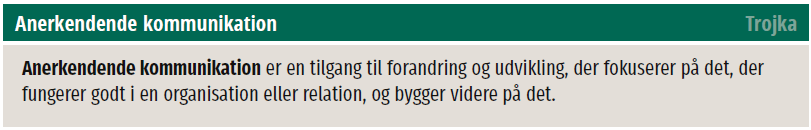 Anerkendende kommunikation Trojka
Anerkendende kommunikation er en tilgang til forandring og udvikling, der fokuserer på det, der
fungerer godt i en organisation eller relation, og bygger videre på det.